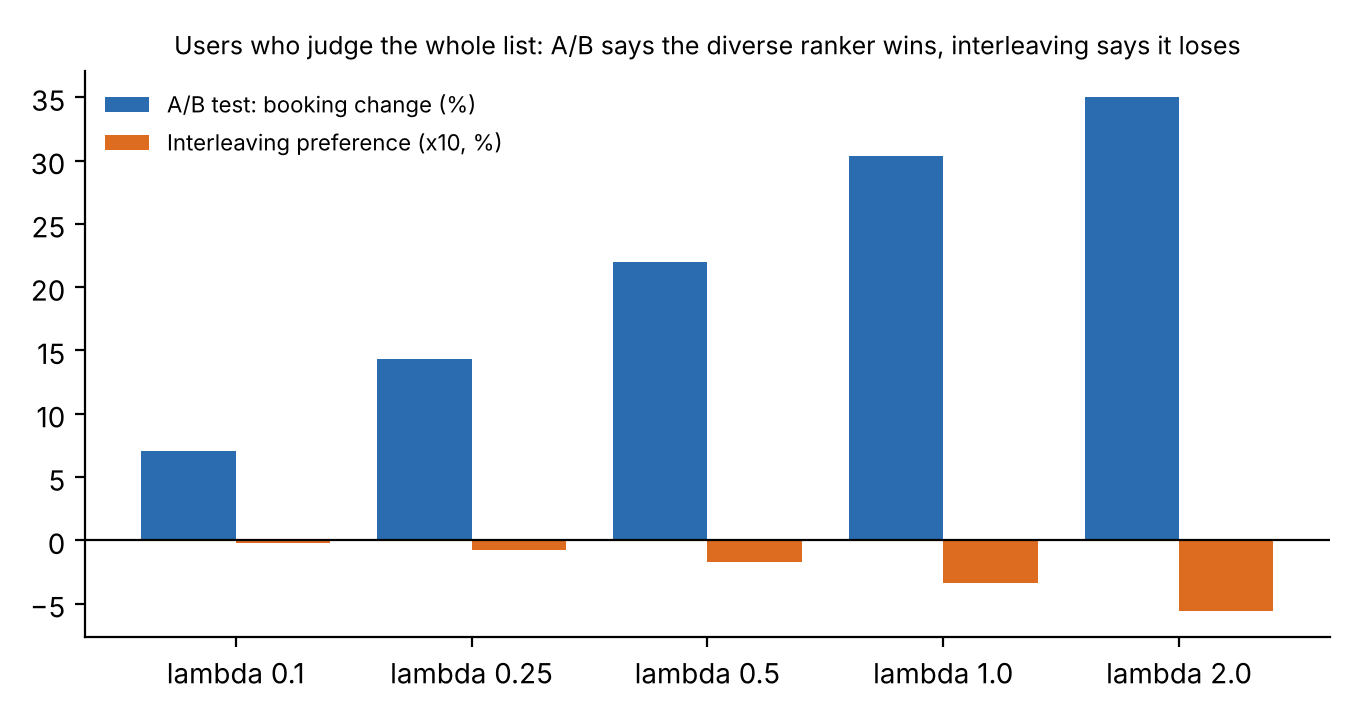 Users who judge the whole list: A/B says the diverse ranker wins, interleaving says it loses
A/B test: booking change (%)
Interleaving preference (x10, %)
35
30
25
20
15
10
5
0
−5
lambda 0.1
lambda 0.25
lambda 0.5
lambda 1.0
lambda 2.0